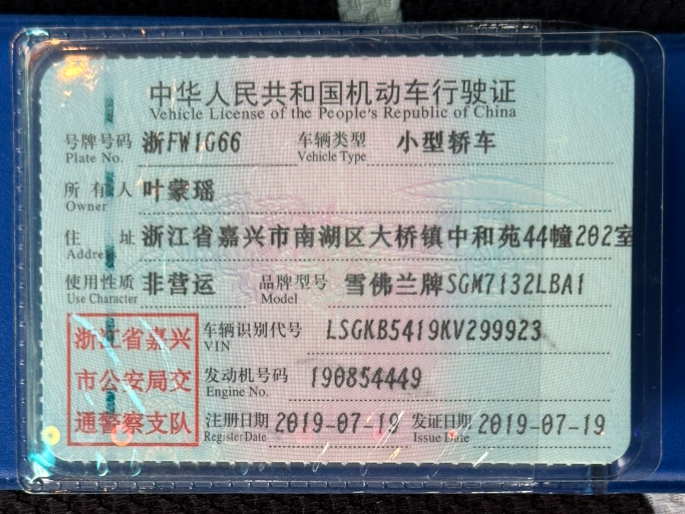 中华人民共和国机动车行驶证
Vehicle License of the People's Republic of China
号牌号码 浙FW1G66 车辆类型 小型轿车
Plate No. Vehicle Type
所有人 叶蒙瑶
Owner
住址 浙江省嘉兴市南湖区大桥镇中和苑44幢202室
Address
使用性质 非营运 品牌型号 雪佛兰牌SGM7132LBA1
Use Character Model
浙江省嘉兴 车辆识别代号 LSGKB5419KV299923
VIN
市公安局交 发动机号码 190854449
Engine No.
通警察支队 注册日期 2019-07-19 发证日期 2019-07-19
Register Date Issue Date